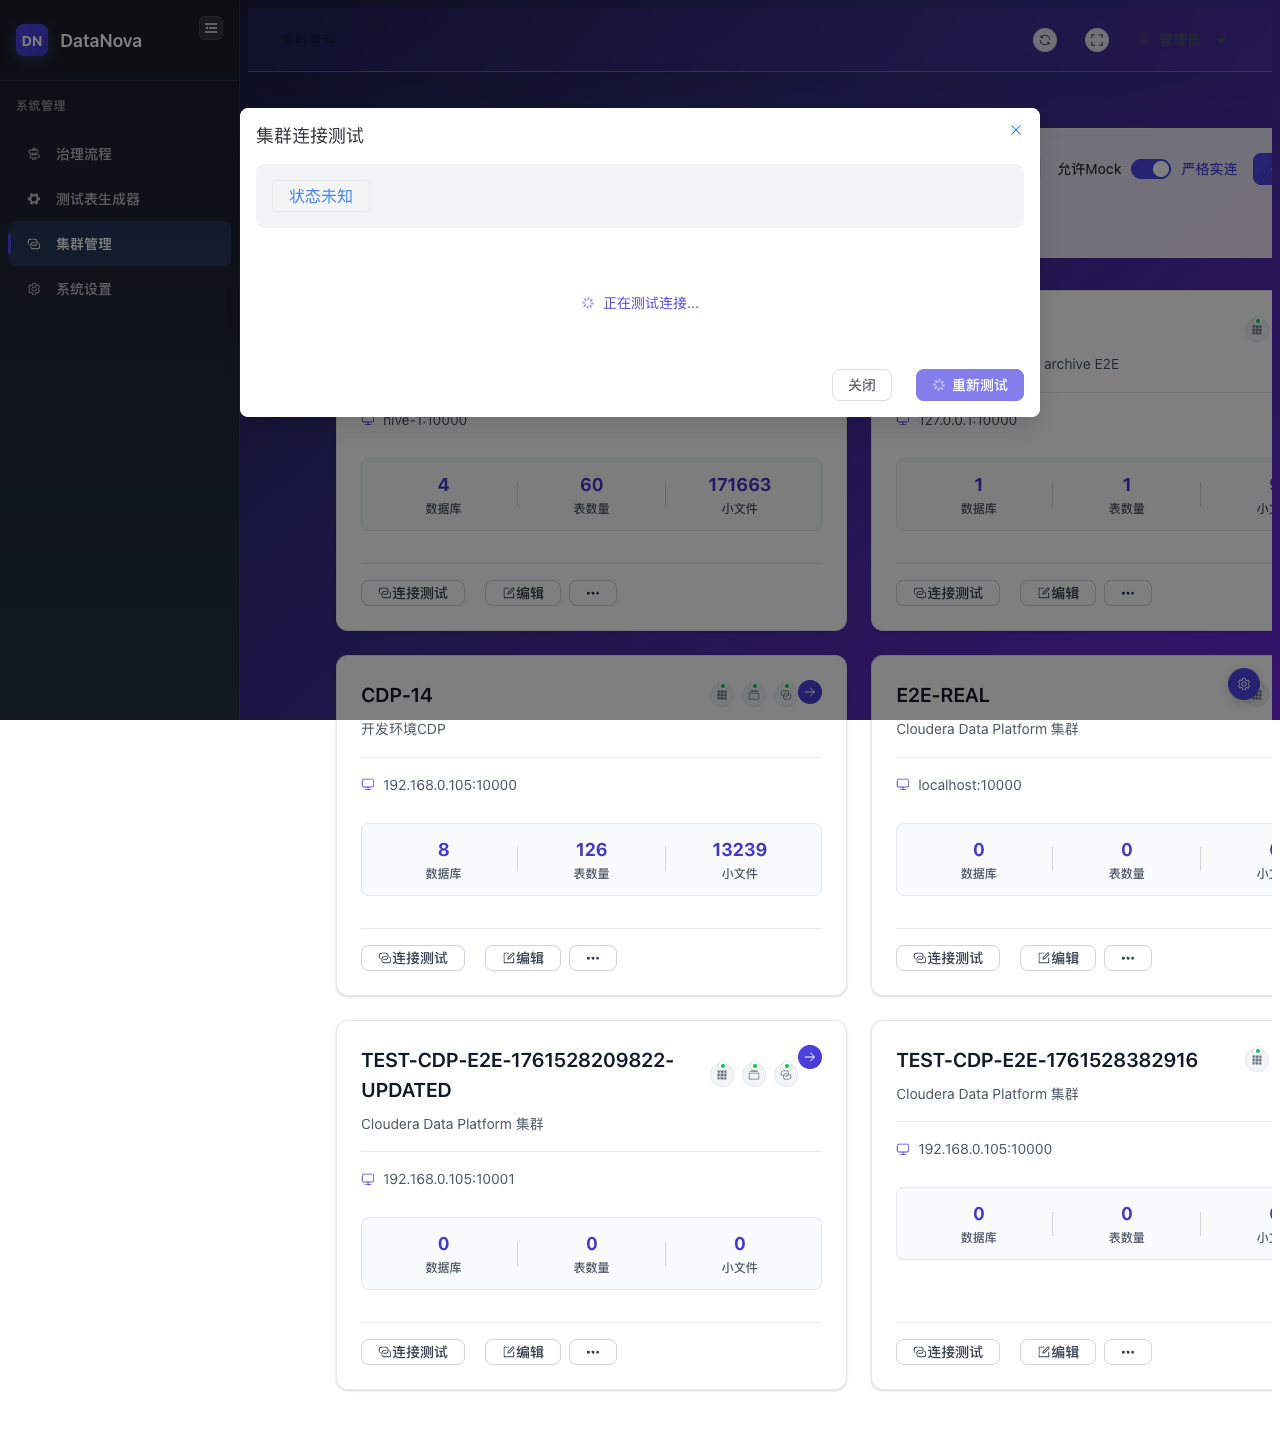 DN DataNova
集群管理
管理员
系统管理
治理流程
测试表生成器
集群管理
系统设置
允许Mock 严格实连
集群连接测试
状态未知
正在测试连接...
关闭 重新测试
archive E2E
hive-1:10000
4 60 171663
数据库 表数量 小文件
连接测试 编辑 •••
127.0.0.1:10000
1 1
数据库 表数量
连接测试 编辑 •••
CDP-14
开发环境CDP
192.168.0.105:10000
8 126 13239
数据库 表数量 小文件
连接测试 编辑 •••
E2E-REAL
Cloudera Data Platform 集群
localhost:10000
0 0
数据库 表数量
连接测试 编辑 •••
TEST-CDP-E2E-1761528209822-
UPDATED
Cloudera Data Platform 集群
192.168.0.105:10001
0 0 0
数据库 表数量 小文件
连接测试 编辑 •••
TEST-CDP-E2E-1761528382916
Cloudera Data Platform 集群
192.168.0.105:10000
0 0
数据库 表数量
连接测试 编辑 •••